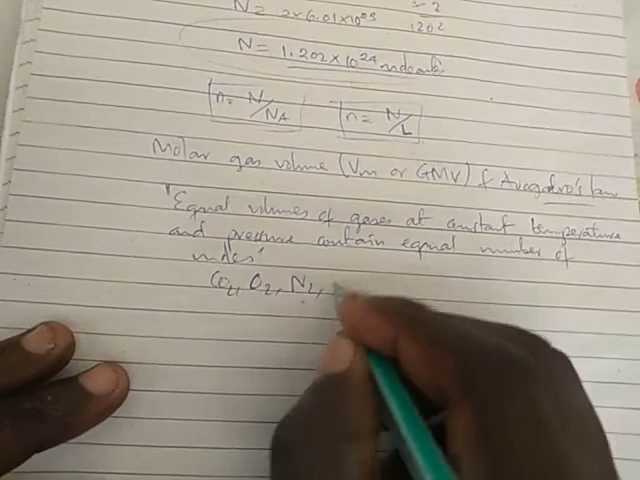 N = 2 x 6.01 x 10²³
1202
N = 1.202 x 10²⁴ molecules
n = N/NA n = N/L
Molar gas volume (Vm or GMV) & Avogadro's law
"Equal volumes of gases at constant temperature
and pressure contain equal number of
moles"
CO₂, O₂, N₂,